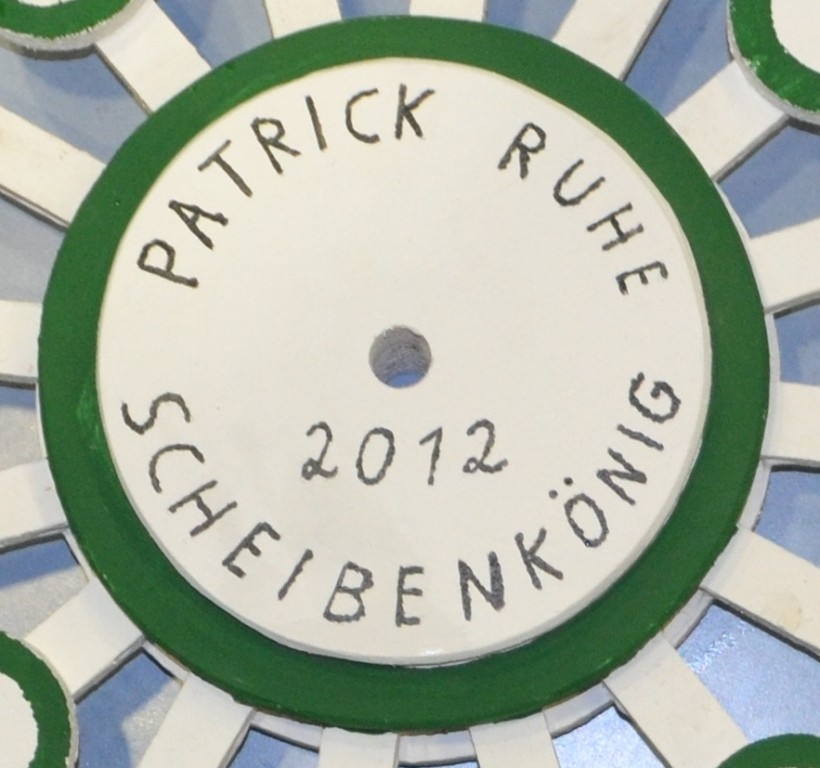 PATRICK RUHE
2012
SCHEIBENKÖNIG